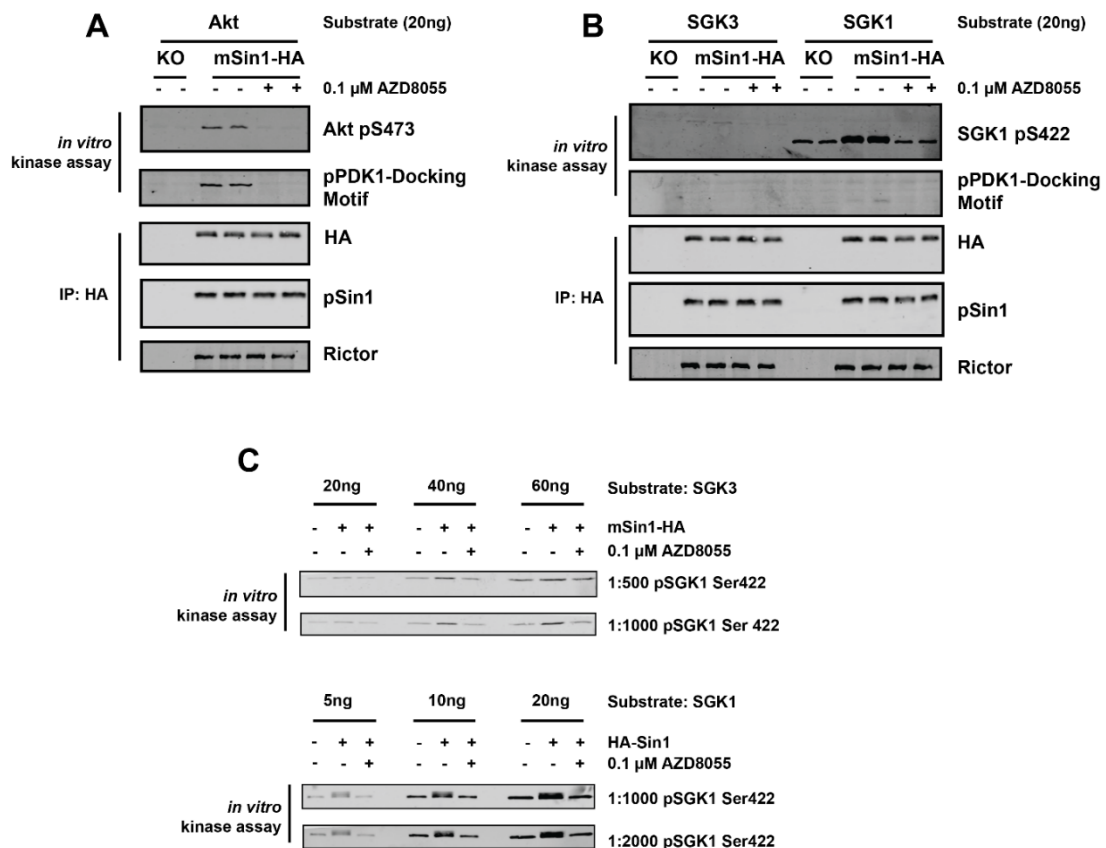 A
Akt
Substrate (20ng)
KO
mSin1-HA
- - - - + +
0.1 µM AZD8055
in vitro
kinase assay
Akt pS473
pPDK1-Docking
Motif
IP: HA
HA
pSin1
Rictor
B
SGK3
SGK1
Substrate (20ng)
KO
mSin1-HA
KO
mSin1-HA
- - - - + + - - - - + +
0.1 µM AZD8055
in vitro
kinase assay
SGK1 pS422
pPDK1-Docking
Motif
IP: HA
HA
pSin1
Rictor
C
20ng
40ng
60ng
Substrate: SGK3
- + + - + + - + +
mSin1-HA
- - + - - + - - +
0.1 µM AZD8055
in vitro
kinase assay
1:500 pSGK1 Ser422
1:1000 pSGK1 Ser 422
5ng
10ng
20ng
Substrate: SGK1
- + + - + + - + +
HA-Sin1
- - + - - + - - +
0.1 µM AZD8055
in vitro
kinase assay
1:1000 pSGK1 Ser422
1:2000 pSGK1 Ser422